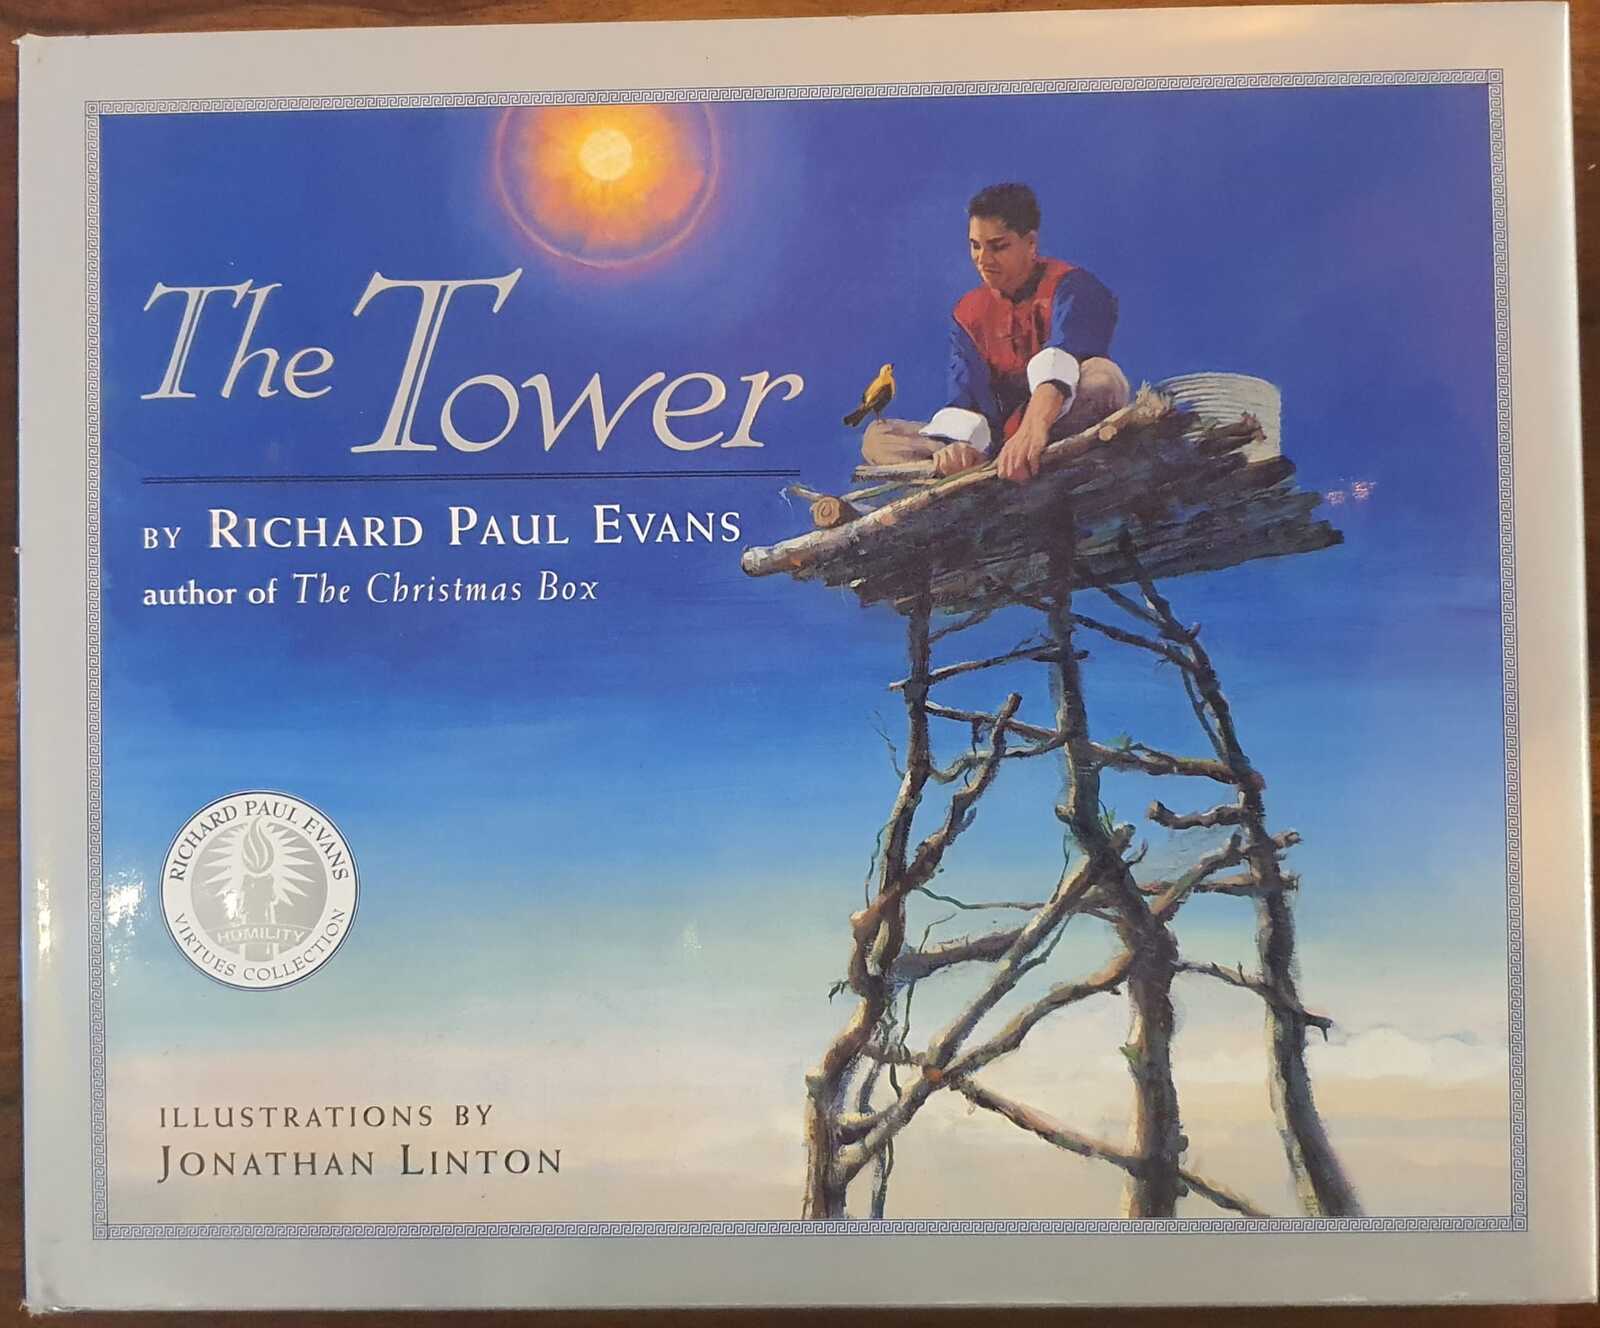 The Tower
BY RICHARD PAUL EVANS
author of The Christmas Box
RICHARD PAUL EVANS
HUMILITY
VIRTUES COLLECTION
ILLUSTRATIONS BY
JONATHAN LINTON